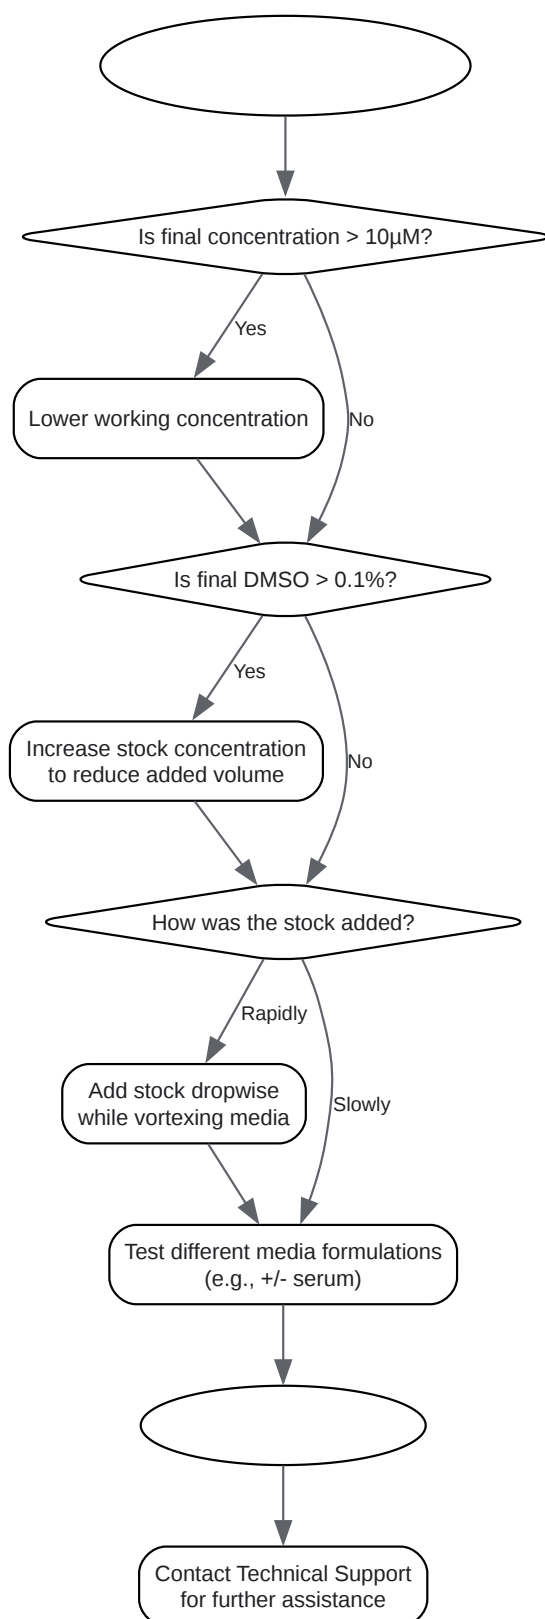 Is final concentration > 10µM?
Yes
Lower working concentration
No
Is final DMSO > 0.1%?
Yes
Increase stock concentration
to reduce added volume
No
How was the stock added?
Rapidly
Add stock dropwise
while vortexing media
Slowly
Test different media formulations
(e.g., +/- serum)
Contact Technical Support
for further assistance